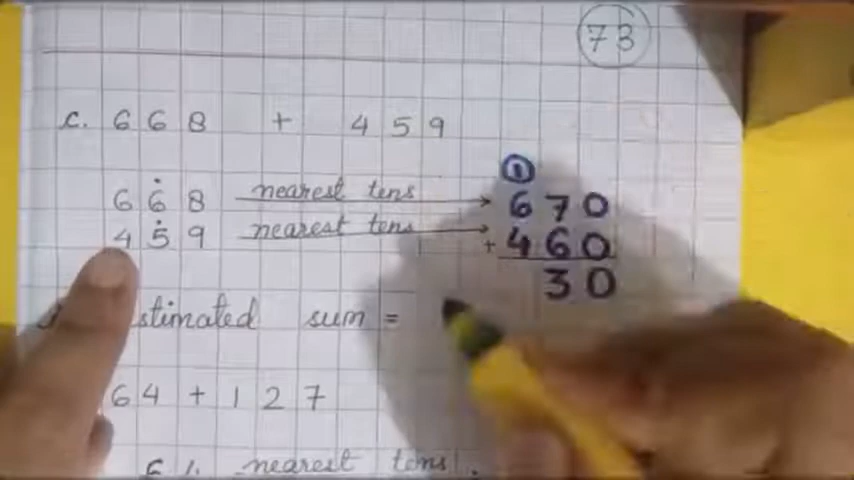 73
c. 668 + 459
①
668 nearest tens → 670
459 nearest tens → + 460
30
stimated sum =
64 + 127
64 nearest tens